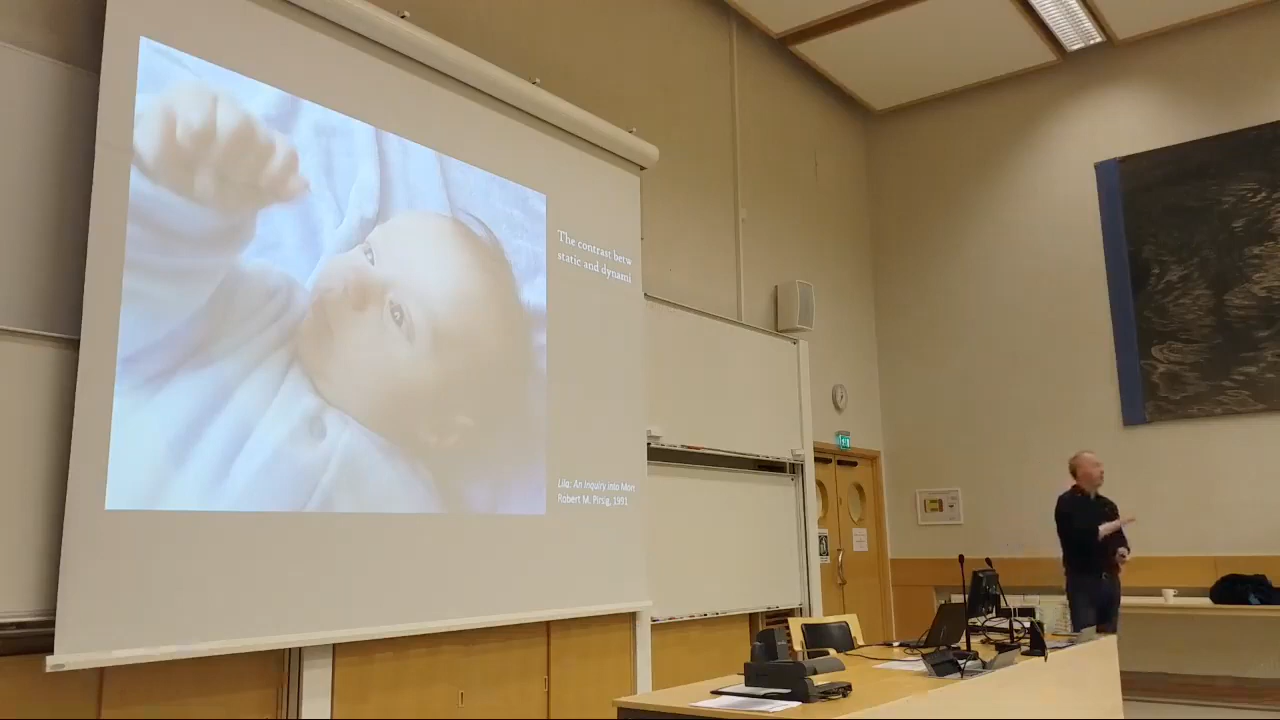 The contrast betw
static and dynami
Lila: An Inquiry into Mor
Robert M. Pirsig, 1991